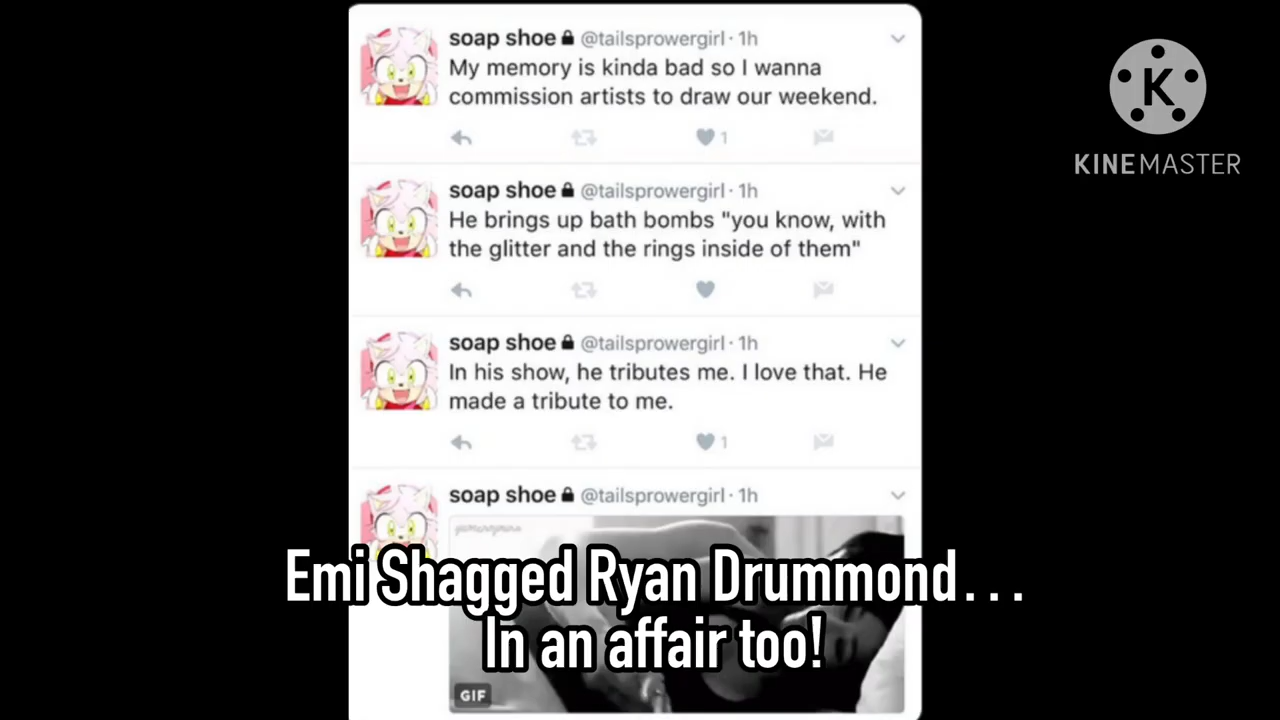 soap shoe @tailsprowergirl · 1h
My memory is kinda bad so I wanna
commission artists to draw our weekend.
1
K
KINEMASTER
soap shoe @tailsprowergirl · 1h
He brings up bath bombs "you know, with
the glitter and the rings inside of them"
soap shoe @tailsprowergirl · 1h
In his show, he tributes me. I love that. He
made a tribute to me.
1
soap shoe @tailsprowergirl · 1h
Emi Shagged Ryan Drummond...
In an affair too!
GIF